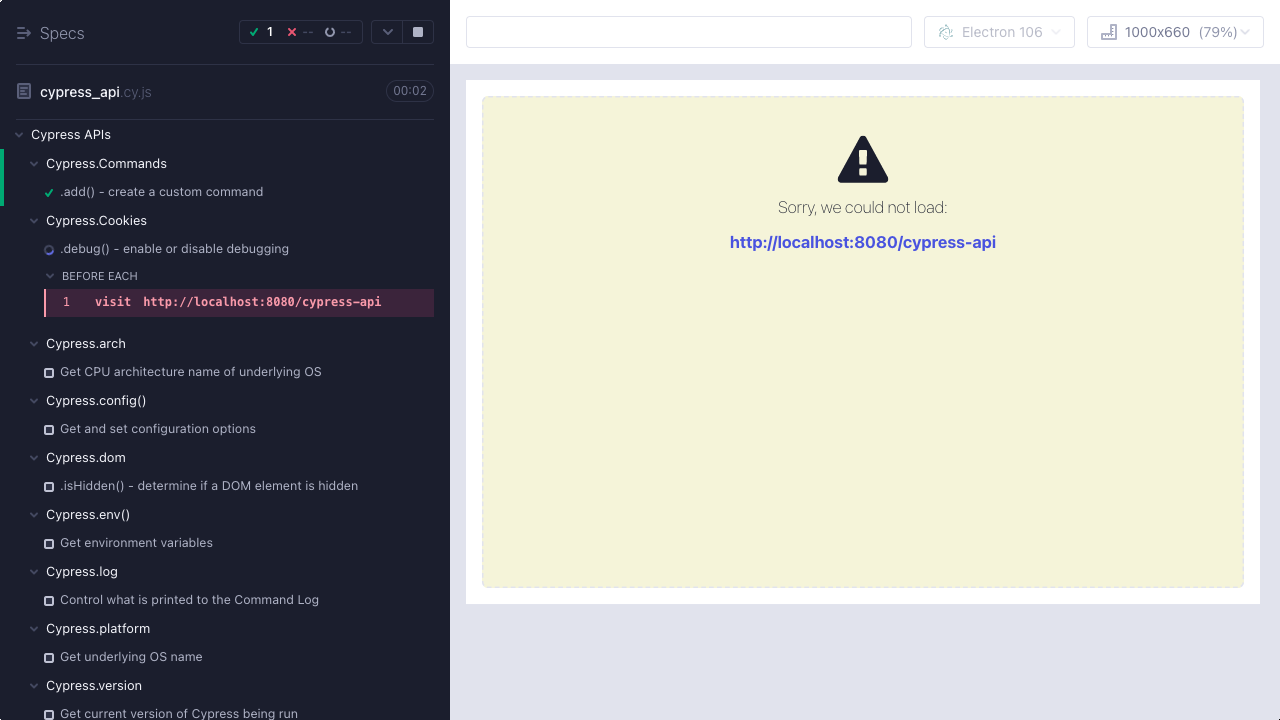 Specs
1 -- --
cypress_api.cy.js 00:02
Cypress APIs
Cypress.Commands
.add() - create a custom command
Cypress.Cookies
.debug() - enable or disable debugging
BEFORE EACH
1 visit http://localhost:8080/cypress-api
Cypress.arch
Get CPU architecture name of underlying OS
Cypress.config()
Get and set configuration options
Cypress.dom
.isHidden() - determine if a DOM element is hidden
Cypress.env()
Get environment variables
Cypress.log
Control what is printed to the Command Log
Cypress.platform
Get underlying OS name
Cypress.version
Get current version of Cypress being run
Electron 106
1000x660 (79%)
Sorry, we could not load:
http://localhost:8080/cypress-api